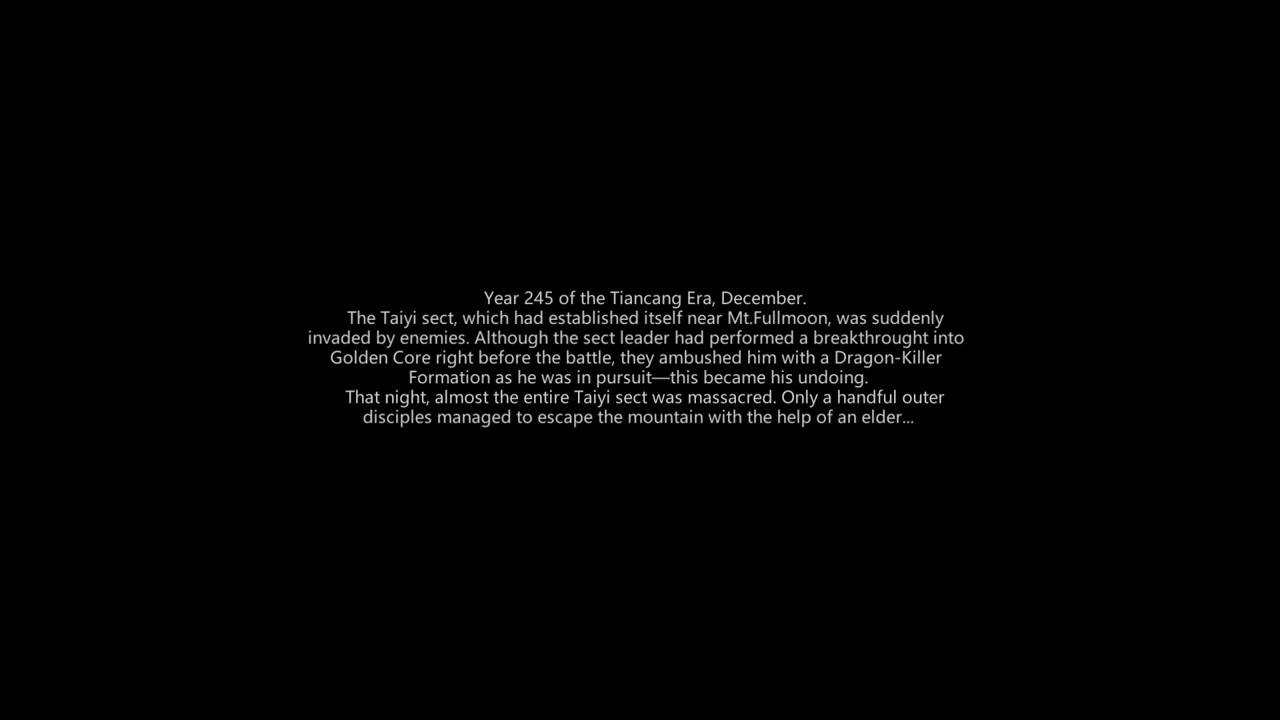 Year 245 of the Tiancang Era, December.
The Taiyi sect, which had established itself near Mt.Fullmoon, was suddenly
invaded by enemies. Although the sect leader had performed a breakthrought into
Golden Core right before the battle, they ambushed him with a Dragon-Killer
Formation as he was in pursuit—this became his undoing.
That night, almost the entire Taiyi sect was massacred. Only a handful outer
disciples managed to escape the mountain with the help of an elder...